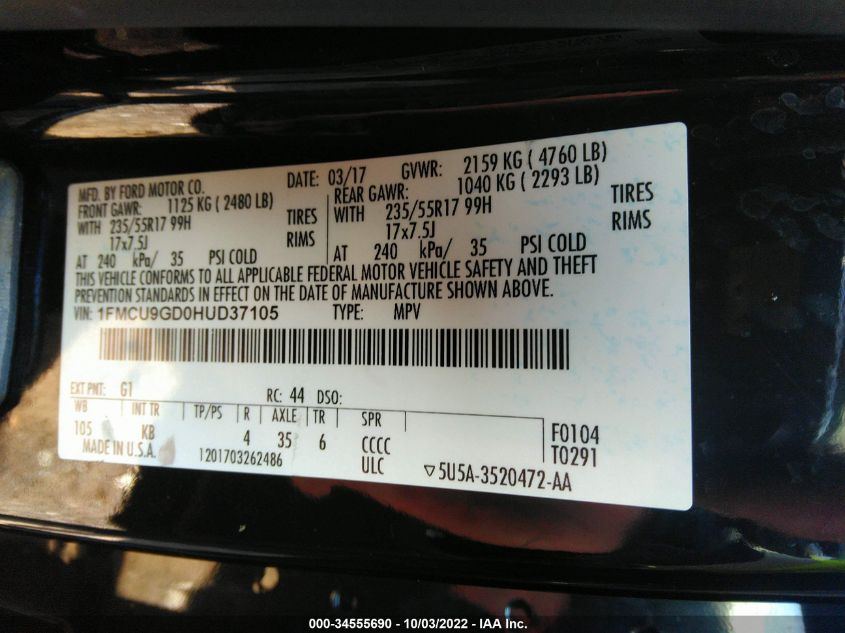 MFD. BY FORD MOTOR CO. DATE: 03/17 GVWR: 2159 KG ( 4760 LB)
FRONT GAWR: 1125 KG ( 2480 LB) REAR GAWR: 1040 KG ( 2293 LB)
WITH 235/55R17 99H TIRES WITH 235/55R17 99H TIRES
17x7.5J RIMS 17x7.5J RIMS
AT 240 kPa/ 35 PSI COLD AT 240 kPa/ 35 PSI COLD
THIS VEHICLE CONFORMS TO ALL APPLICABLE FEDERAL MOTOR VEHICLE SAFETY AND THEFT
PREVENTION STANDARDS IN EFFECT ON THE DATE OF MANUFACTURE SHOWN ABOVE.
VIN: 1FMCU9GD0HUD37105 TYPE: MPV
EXT PNT: G1 RC: 44 DSO:
WB INT TR TP/PS R AXLE TR SPR
105 KB 4 35 6 CCCC F0104
MADE IN U.S.A. 1201703262486 ULC T0291
▽5U5A-3520472-AA
000-34555690 - 10/03/2022 - IAA Inc.